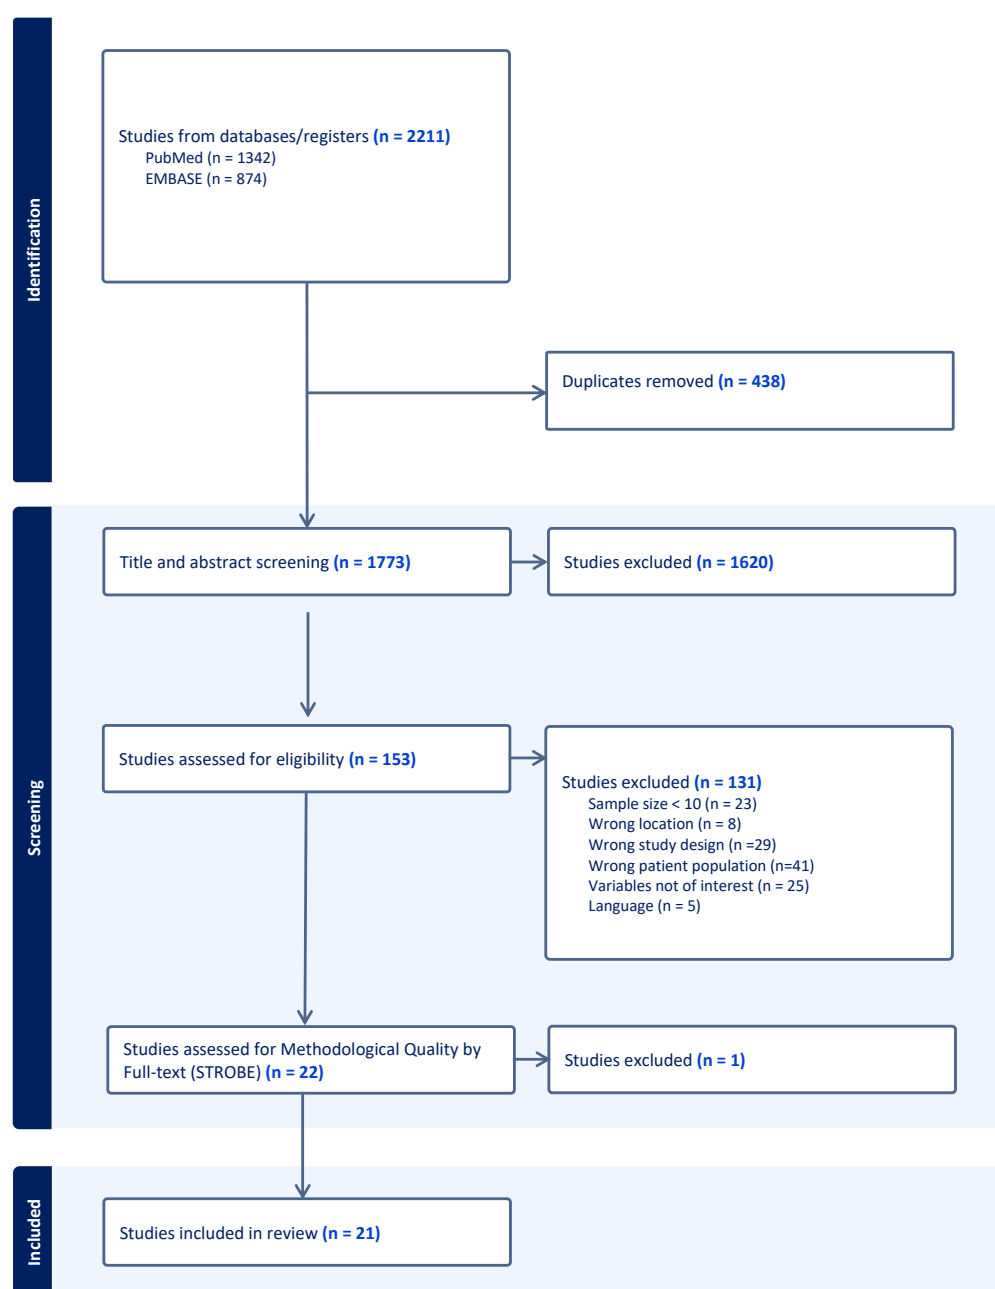 Identification
Studies from databases/registers (n = 2211)
PubMed (n = 1342)
EMBASE (n = 874)
Duplicates removed (n = 438)
Screening
Title and abstract screening (n = 1773)
Studies excluded (n = 1620)
Studies assessed for eligibility (n = 153)
Studies excluded (n = 131)
Sample size < 10 (n = 23)
Wrong location (n = 8)
Wrong study design (n =29)
Wrong patient population (n=41)
Variables not of interest (n = 25)
Language (n = 5)
Studies assessed for Methodological Quality by
Full-text (STROBE) (n = 22)
Studies excluded (n = 1)
Included
Studies included in review (n = 21)